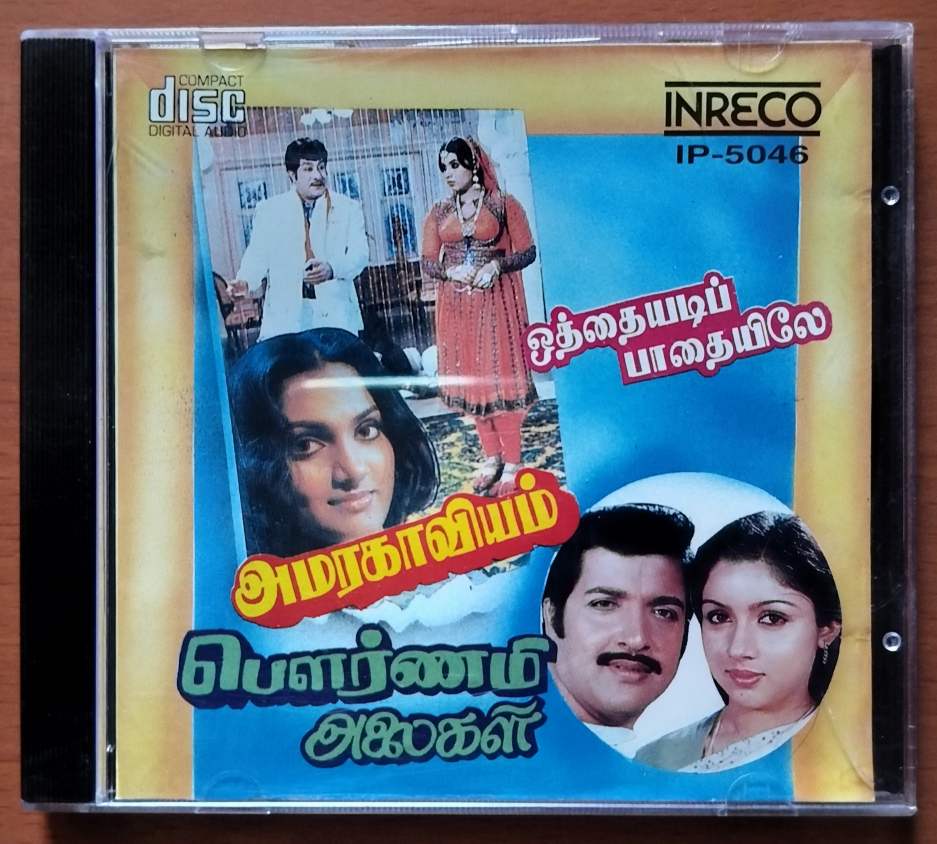 COMPACT
disc
DIGITAL AUDIO
INRECO
IP-5046
ஒத்தையடிப்
பாதையிலே
அமரகாவியம்
பௌர்ணமி
அலைகள்